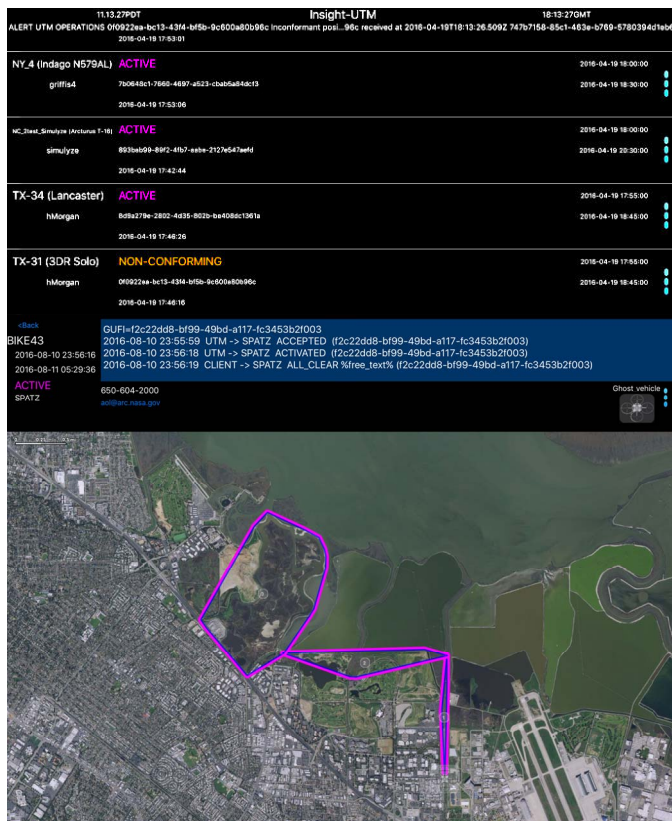 11.13.27PDT Insight-UTM 18:13:27GMT
ALERT UTM OPERATIONS 0f0922ea-bc13-43f4-bf5b-9c600a80b96c Inconformant posi...96c received at 2016-04-19T18:13:26.509Z 747b7158-85c1-463e-b769-5780394d1eb6
2016-04-19 17:53:01
NY_4 (Indago N579AL) ACTIVE 2016-04-19 18:00:00
griffis4 7b0648c1-7660-4697-a523-cbab5a84dcf3 2016-04-19 18:30:00
2016-04-19 17:53:06
NC_2test_Simulyze (Arcturus T-16) ACTIVE 2016-04-19 18:00:00
simulyze 2016-04-19 20:30:00
2016-04-19 17:42:44
TX-34 (Lancaster) ACTIVE 2016-04-19 17:55:00
hMorgan 8d9a279e-2802-4d35-802b-be408dc1361a 2016-04-19 18:45:00
2016-04-19 17:46:26
TX-31 (3DR Solo) NON-CONFORMING 2016-04-19 17:55:00
hMorgan 0f0922ea-bc13-43f4-bf5b-9c600a80b96c 2016-04-19 18:45:00
2016-04-19 17:46:16
<Back
GUFI=f2c22dd8-bf99-49bd-a117-fc3453b2f003
BIKE43
2016-08-10 23:55:59 UTM -> SPATZ ACCEPTED (f2c22dd8-bf99-49bd-a117-fc3453b2f003)
2016-08-10 23:56:16
2016-08-10 23:56:18 UTM -> SPATZ ACTIVATED (f2c22dd8-bf99-49bd-a117-fc3453b2f003)
2016-08-11 05:29:36
2016-08-10 23:56:19 CLIENT -> SPATZ ALL_CLEAR %free_text% (f2c22dd8-bf99-49bd-a117-fc3453b2f003)
ACTIVE
650-604-2000 Ghost vehicle
SPATZ
aol@arc.nasa.gov